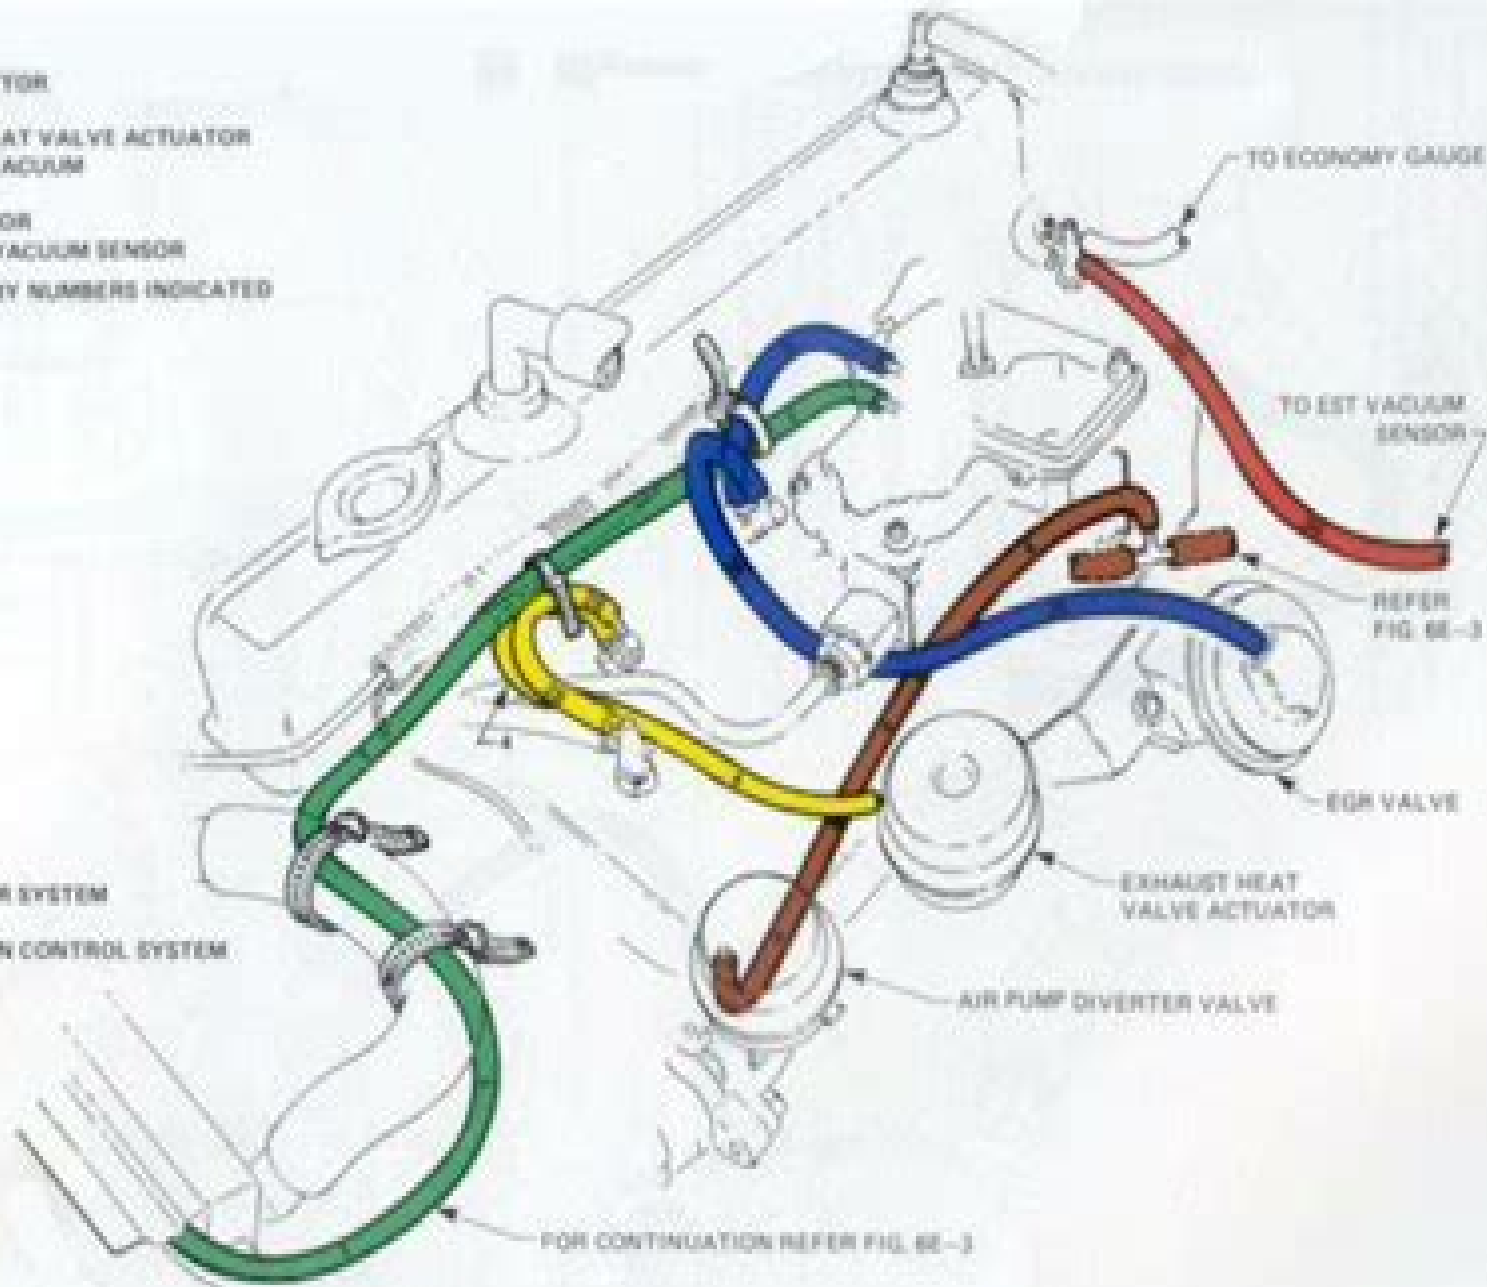 TOR
AT VALVE ACTUATOR
ACUUM
OR
VACUUM SENSOR
BY NUMBERS INDICATED
TO ECONOMY GAUGE
TO EST VACUUM
SENSOR
REFER
FIG. 6E-3
EGR VALVE
4
EXHAUST HEAT
VALVE ACTUATOR
R SYSTEM
N CONTROL SYSTEM
AIR PUMP DIVERTER VALVE
FOR CONTINUATION REFER FIG. 6E-3